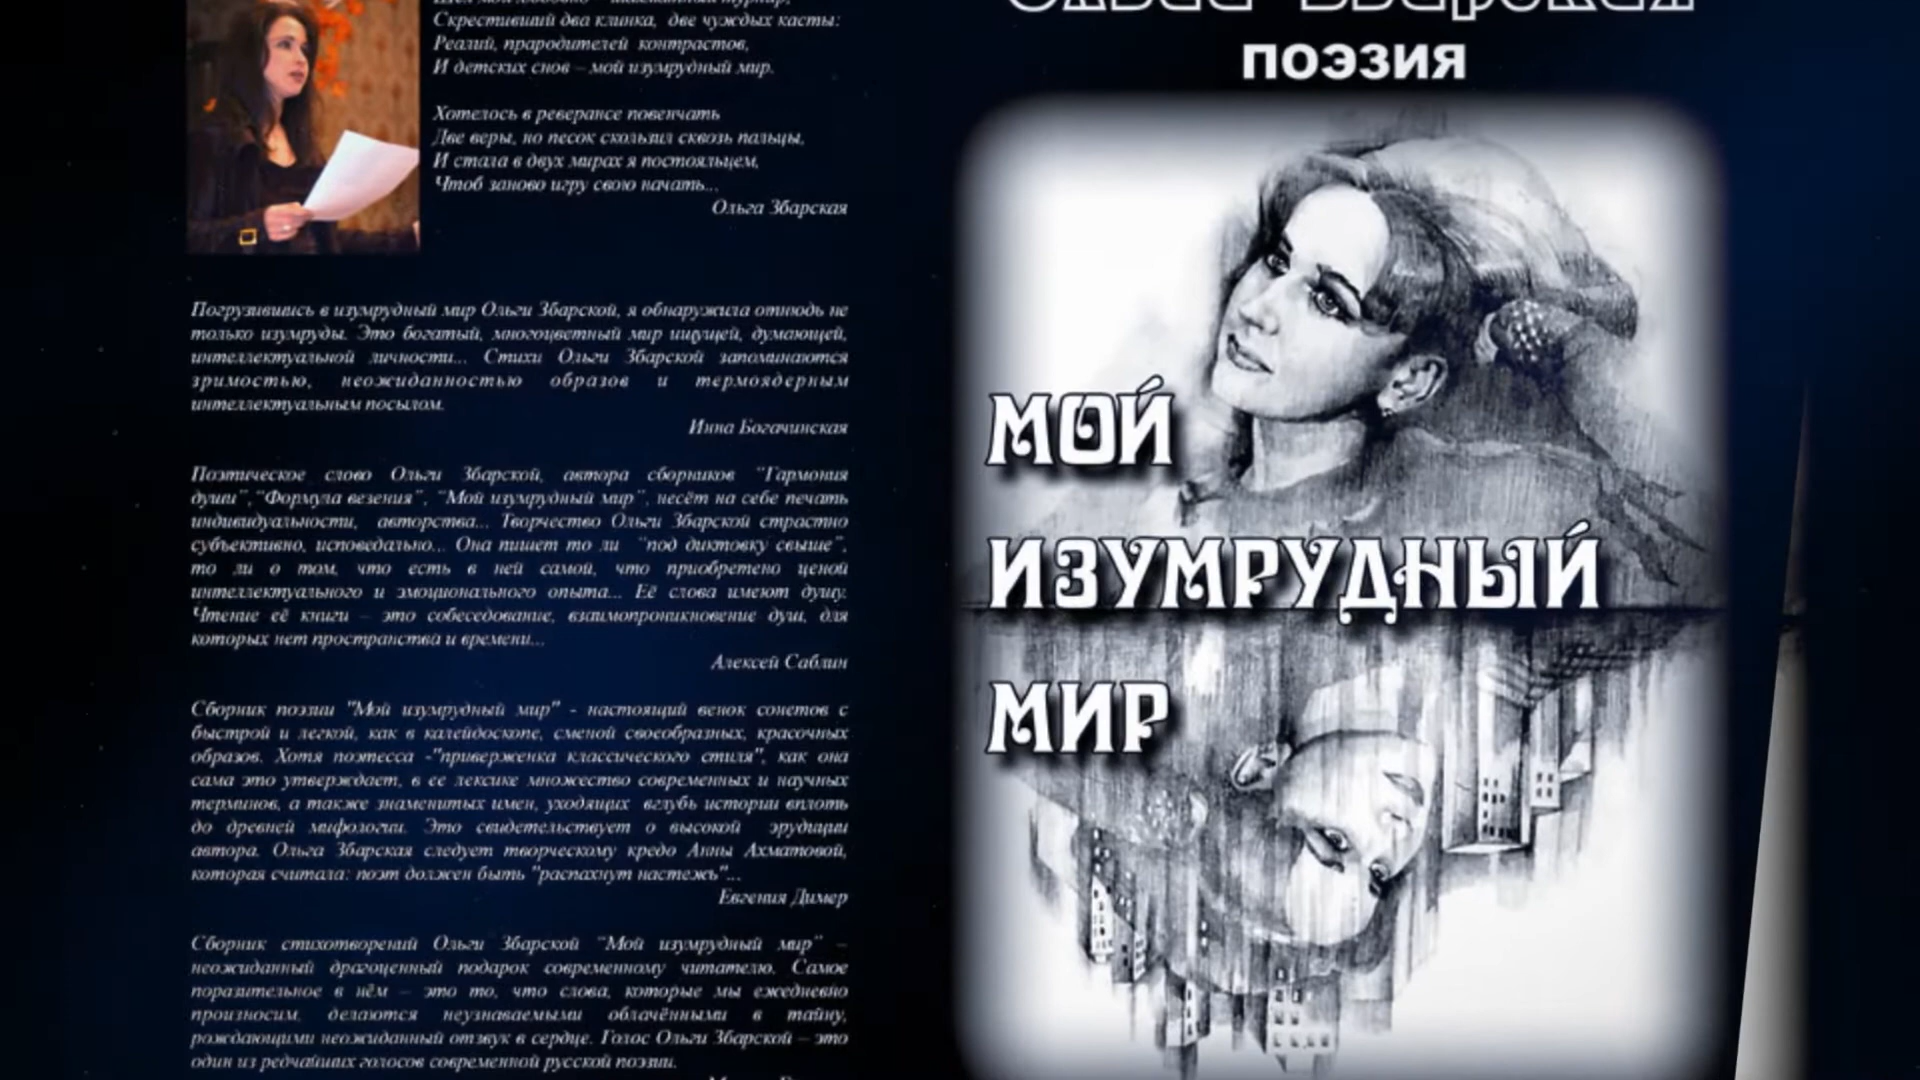 Скрестивший два клинка, две чуждых касты:
Реалий, прародителей контрастов,
И детских снов – мой изумрудный мир.
Хотелось в реверансе повенчать
Две веры, но песок скользил сквозь пальцы,
И стала в двух мирах я постояльцем,
Чтоб заново игру свою начать...
Ольга Збарская
Погрузившись в изумрудный мир Ольги Збарской, я обнаружила отнюдь не
только изумруды. Это богатый, многоцветный мир ищущей, думающей,
интеллектуальной личности... Стихи Ольги Збарской запоминаются
зримостью, неожиданностью образов и термоядерным
интеллектуальным посылом.
Инна Богачинская
Поэтическое слово Ольги Збарской, автора сборников "Гармония
души", "Формула везения", "Мой изумрудный мир", несёт на себе печать
индивидуальности, авторства... Творчество Ольги Збарской страстно
субъективно, исповедально... Она пишет то ли "под диктовку свыше",
то ли о том, что есть в ней самой, что приобретено ценой
интеллектуального и эмоционального опыта... Её слова имеют душу.
Чтение её книги – это собеседование, взаимопроникновение душ, для
которых нет пространства и времени...
Алексей Саблин
Сборник поэзии "Мой изумрудный мир" - настоящий венок сонетов с
быстрой и легкой, как в калейдоскопе, сменой своеобразных, красочных
образов. Хотя поэтесса -"приверженка классического стиля", как она
сама это утверждает, в ее лексике множество современных и научных
терминов, а также знаменитых имен, уходящих вглубь истории вплоть
до древней мифологии. Это свидетельствует о высокой эрудиции
автора. Ольга Збарская следует творческому кредо Анны Ахматовой,
которая считала: поэт должен быть "распахнут настежь"...
Евгения Димер
Сборник стихотворений Ольги Збарской "Мой изумрудный мир" –
неожиданный драгоценный подарок современному читателю. Самое
поразительное в нём – это то, что слова, которые мы ежедневно
произносим, делаются неузнаваемыми облачёнными в тайну,
рождающими неожиданный отзвук в сердце. Голос Ольги Збарской – это
один из редчайших голосов современной русской поэзии.
Ольга Збарская
поэзия
МОЙ
ИЗУМРУДНЫЙ
МИР